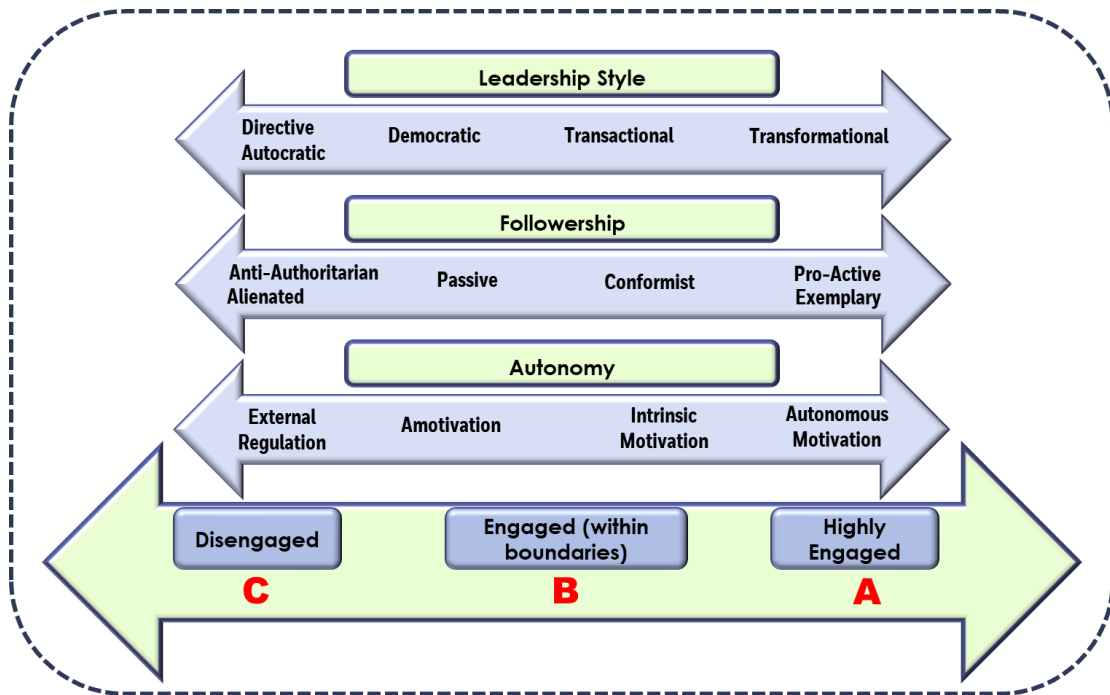 Leadership Style
Directive
Autocratic
Democratic
Transactional
Transformational
Followership
Anti-Authoritarian
Alienated
Passive
Conformist
Pro-Active
Exemplary
Autonomy
External
Regulation
Amotivation
Intrinsic
Motivation
Autonomous
Motivation
Disengaged
Engaged (within
boundaries)
Highly
Engaged
C
B
A